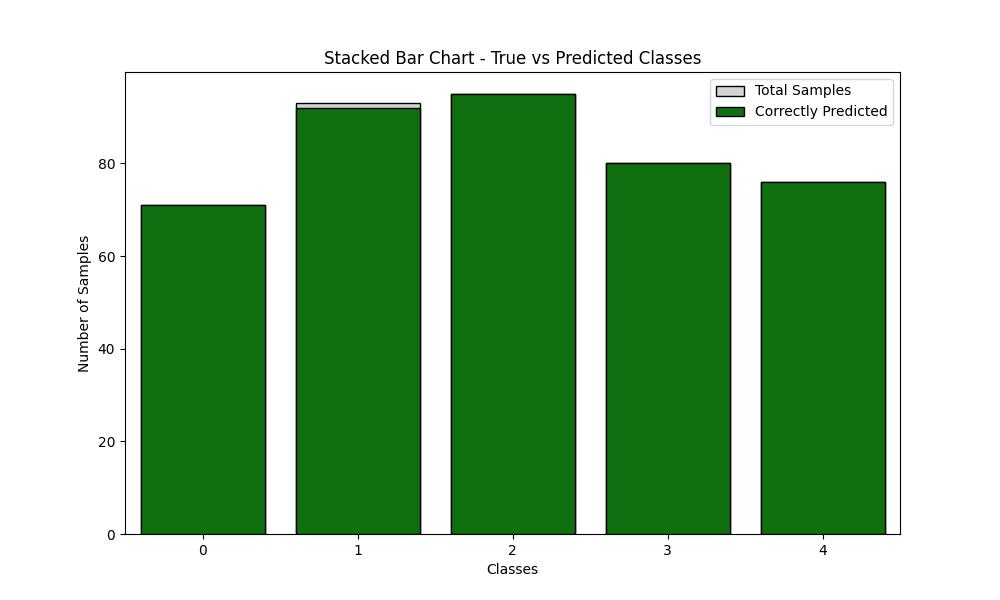 Stacked Bar Chart - True vs Predicted Classes
Total Samples
Correctly Predicted
Number of Samples
80
60
40
20
0
0 1 2 3 4
Classes